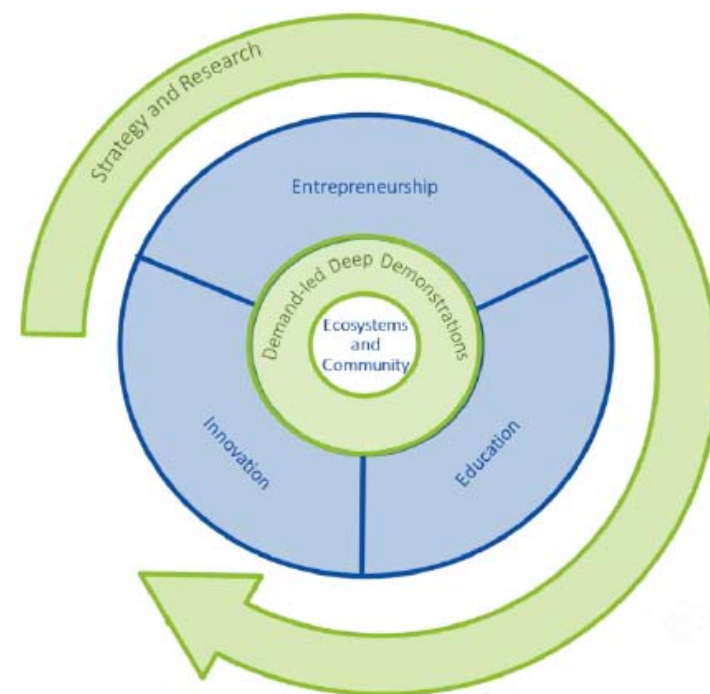 Strategy and Research
Entrepreneurship
Demand-led Deep Demonstrations
Ecosystems
and
Community
Innovation
Education